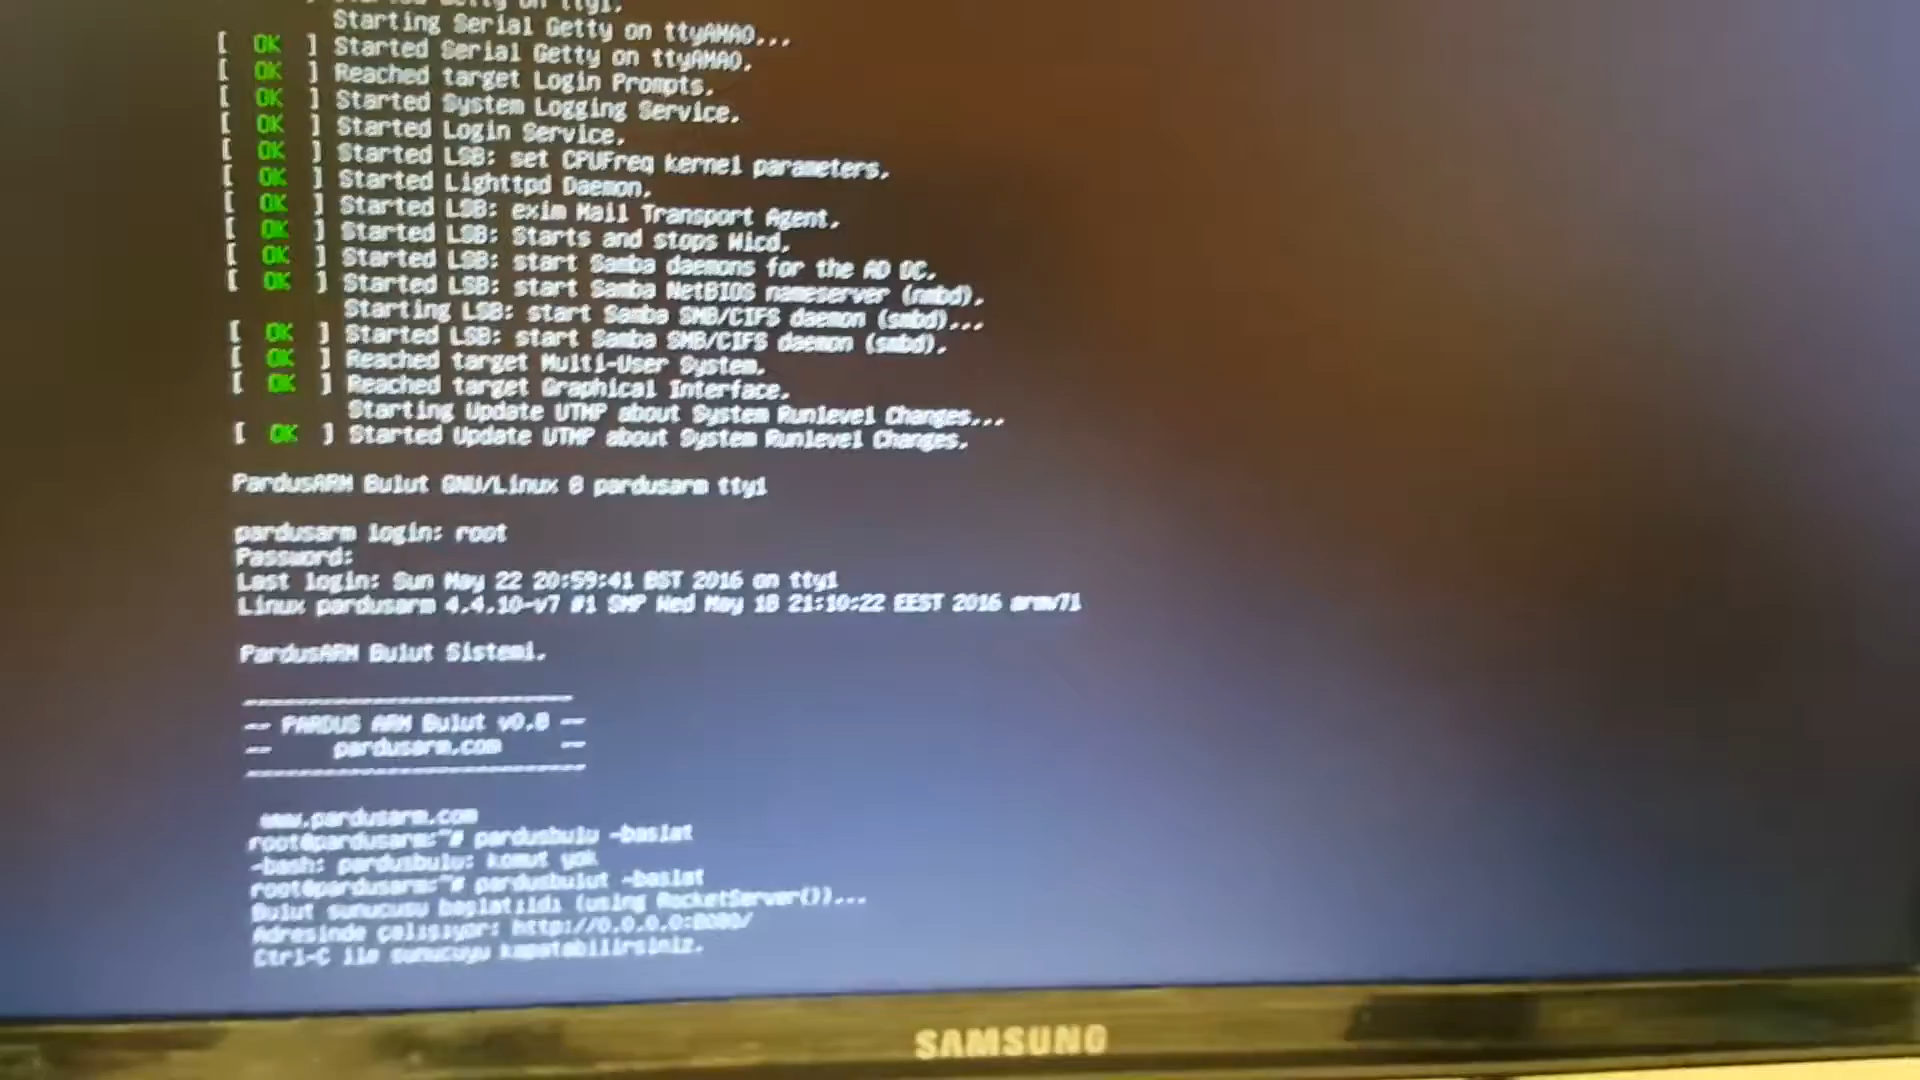 Started Getty on tty1.
Starting Serial Getty on ttyAMA0...
[ OK ] Started Serial Getty on ttyAMA0.
[ OK ] Reached target Login Prompts.
[ OK ] Started System Logging Service.
[ OK ] Started Login Service.
[ OK ] Started LSB: set CPUFreq kernel parameters.
[ OK ] Started Lighttpd Daemon.
[ OK ] Started LSB: exim Mail Transport Agent.
[ OK ] Started LSB: Starts and stops Wicd.
[ OK ] Started LSB: start Samba daemons for the AD DC.
[ OK ] Started LSB: start Samba NetBIOS nameserver (nmbd).
Starting LSB: start Samba SMB/CIFS daemon (smbd)...
[ OK ] Started LSB: start Samba SMB/CIFS daemon (smbd).
[ OK ] Reached target Multi-User System.
[ OK ] Reached target Graphical Interface.
Starting Update UTMP about System Runlevel Changes...
[ OK ] Started Update UTMP about System Runlevel Changes.
PardusARM Bulut GNU/Linux 8 pardusarm tty1
pardusarm login: root
Password:
Last login: Sun May 22 20:59:41 BST 2016 on tty1
Linux pardusarm 4.4.10-v7 #1 SMP Wed May 18 21:10:22 EEST 2016 armv7l
PardusARM Bulut Sistemi.
-- PARDUS ARM Bulut v0.8 --
-- pardusarm.com --
www.pardusarm.com
root@pardusarm:~# pardusbulu -baslat
-bash: pardusbulu: komut yok
root@pardusarm:~# pardusbulut -baslat
Bulut sunucusu başlatıldı (using RocketServer())...
Adresinde çalışıyor: http://0.0.0.0:8080/
Ctrl-C ile sunucuyu kapatabilirsiniz.
SAMSUNG